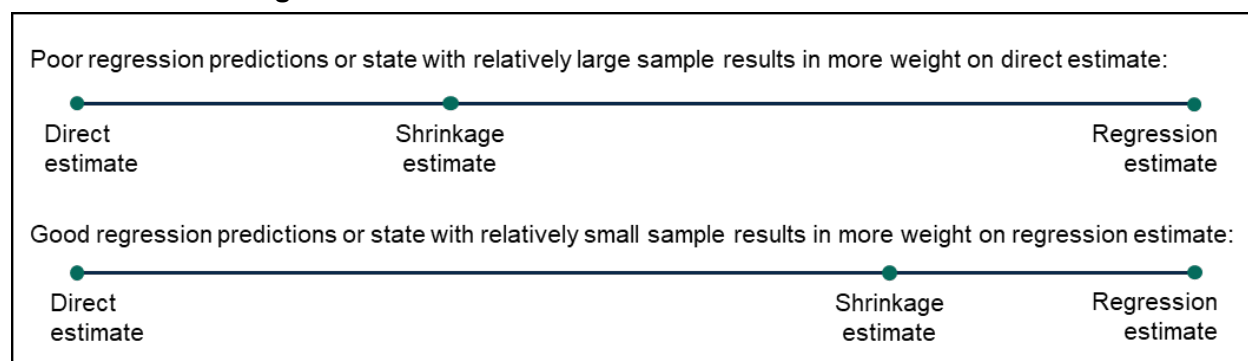 Poor regression predictions or state with relatively large sample results in more weight on direct estimate:
Direct
estimate
Shrinkage
estimate
Regression
estimate
Good regression predictions or state with relatively small sample results in more weight on regression estimate:
Direct
estimate
Shrinkage
estimate
Regression
estimate